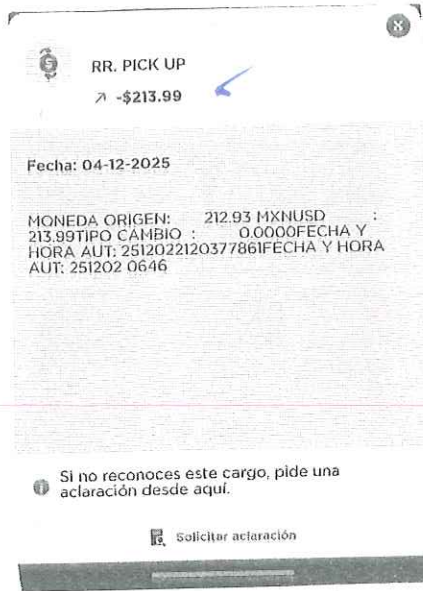 RR. PICK UP
↗ -$213.99
Fecha: 04-12-2025
MONEDA ORIGEN: 212.93 MXNUSD :
213.99TIPO CAMBIO : 0.0000FECHA Y
HORA AUT: 2512022120377861FECHA Y HORA
AUT: 251202 0646
Si no reconoces este cargo, pide una
aclaración desde aquí.
Solicitar aclaración